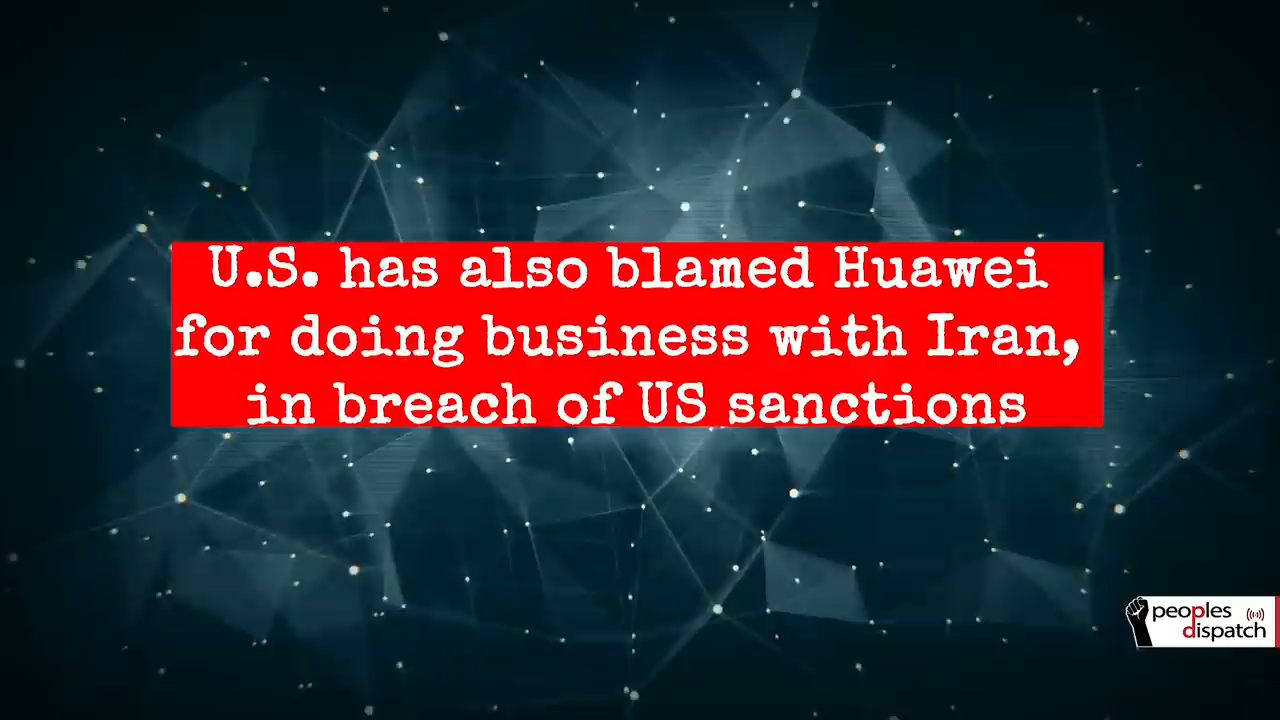 U.S. has also blamed Huawei
for doing business with Iran,
in breach of US sanctions
peoples
dispatch